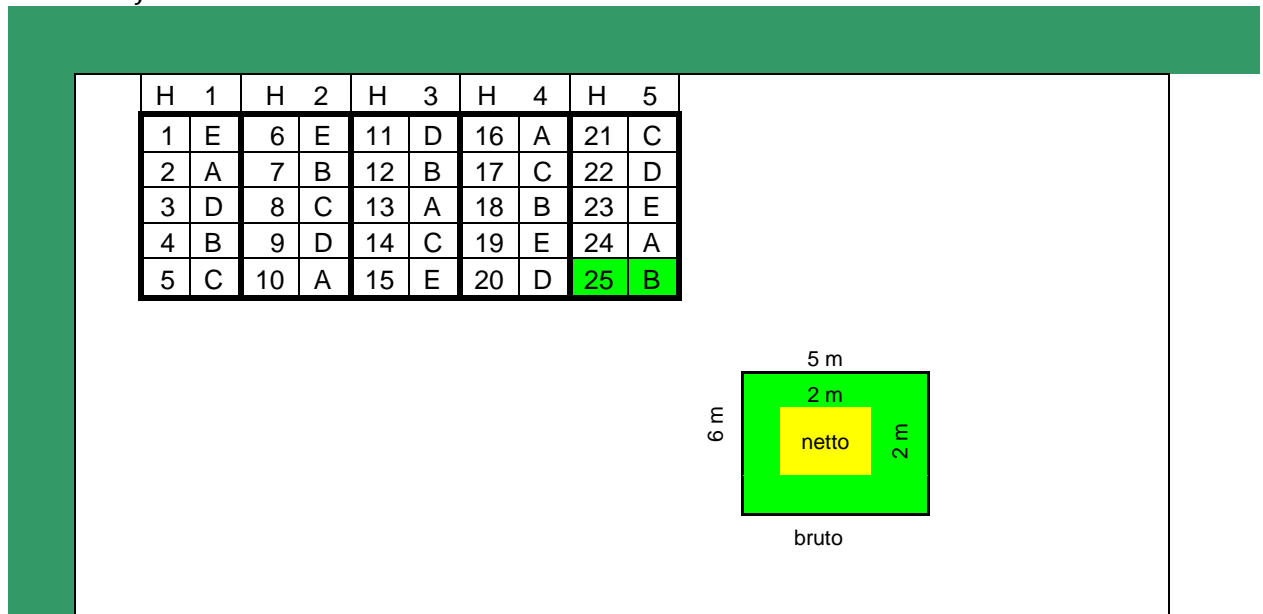 H 1 H 2 H 3 H 4 H 5
1 E 6 E 11 D 16 A 21 C
2 A 7 B 12 B 17 C 22 D
3 D 8 C 13 A 18 B 23 E
4 B 9 D 14 C 19 E 24 A
5 C 10 A 15 E 20 D 25 B
5 m
2 m
6 m
netto
2 m
bruto